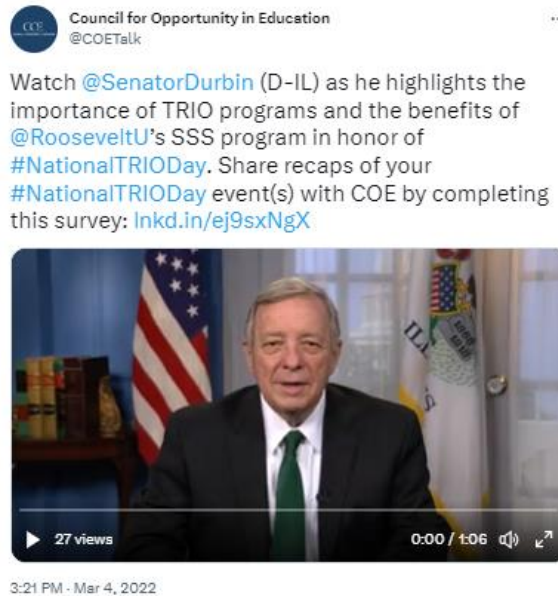 Council for Opportunity in Education
@COETalk
Watch @SenatorDurbin (D-IL) as he highlights the
importance of TRIO programs and the benefits of
@RooseveltU's SSS program in honor of
#NationalTRIODay. Share recaps of your
#NationalTRIODay event(s) with COE by completing
this survey: lnkd.in/ej9sxNgX
27 views
0:00 / 1:06
3:21 PM · Mar 4, 2022